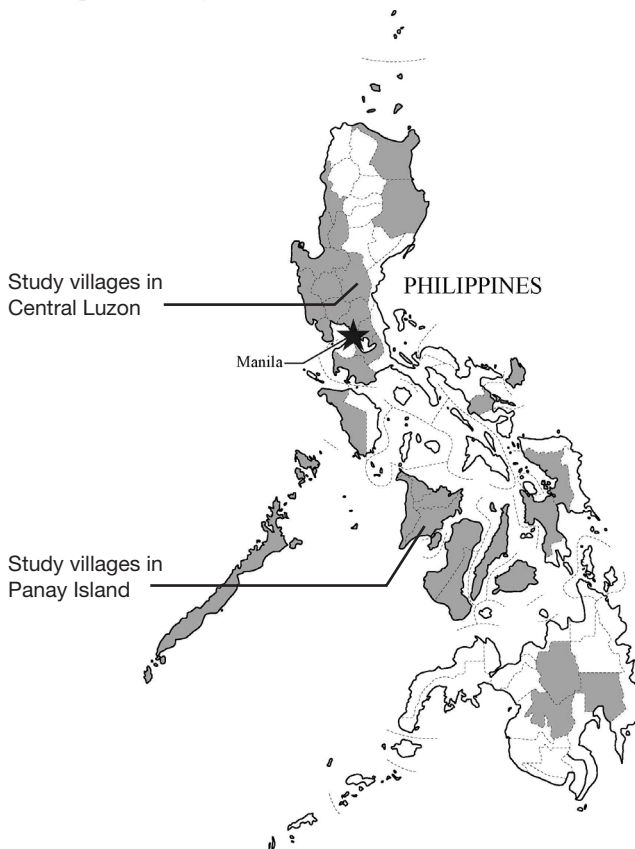 Study villages in
Central Luzon
PHILIPPINES
Manila
Study villages in
Panay Island